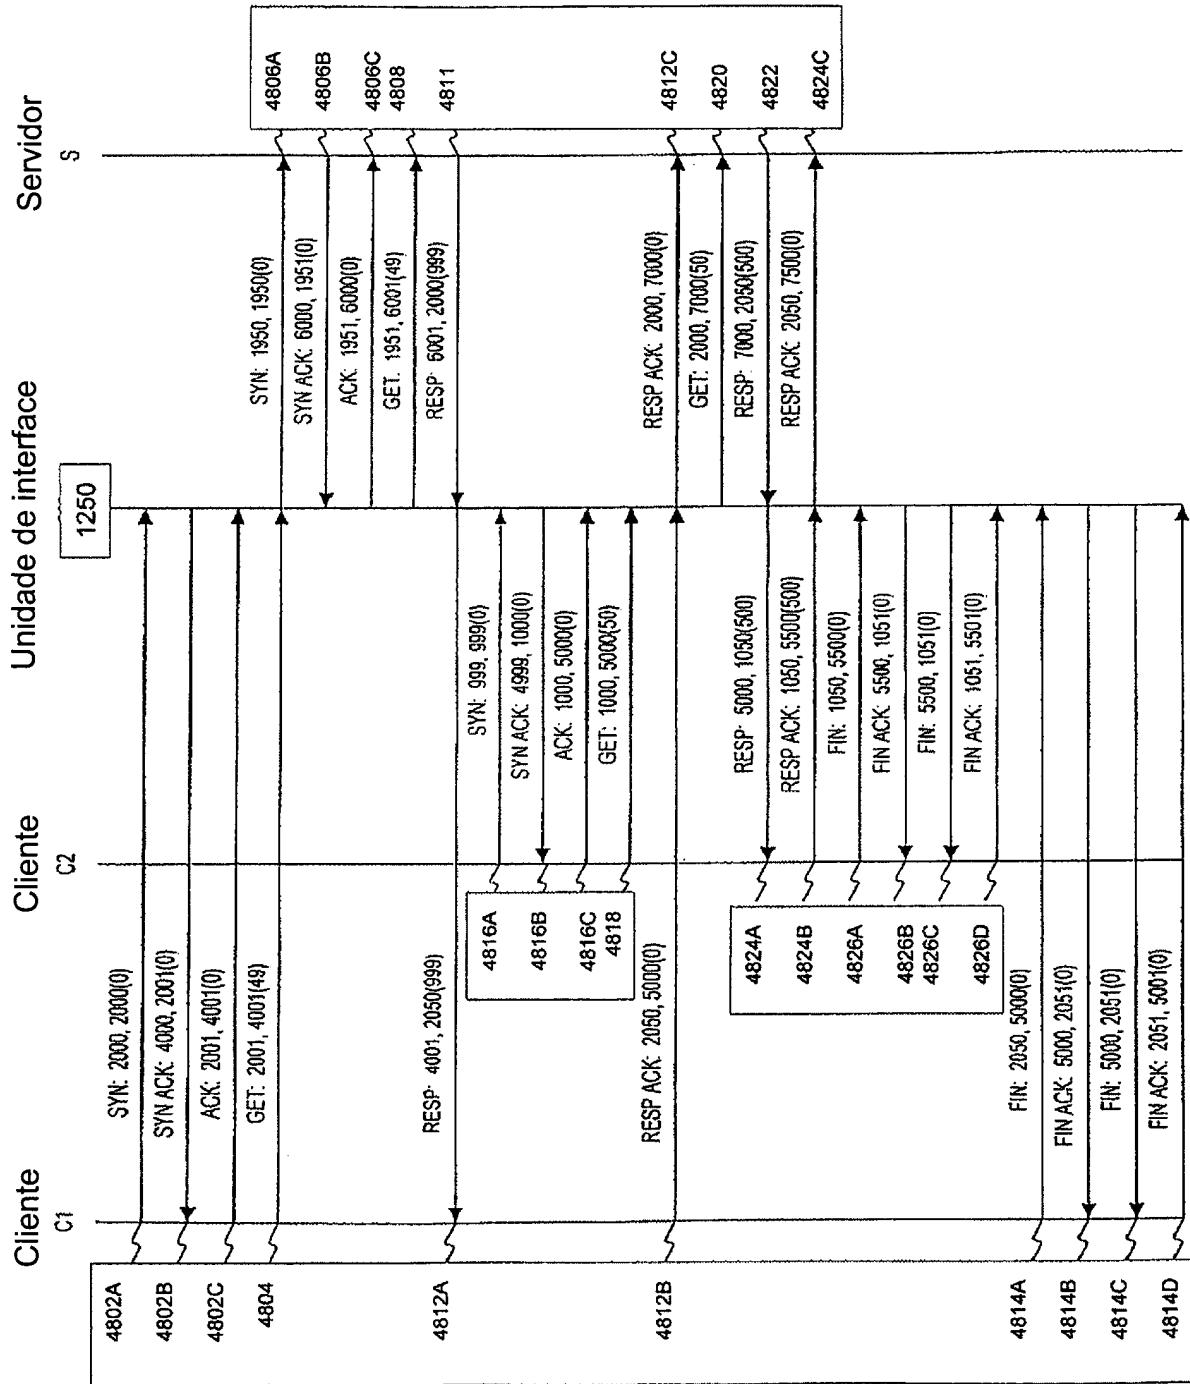 Cliente
C1
Cliente
C2
Unidade de interface
1250
Servidor
S
4802A
SYN: 2000, 2000(0)
4802B
SYN ACK: 4000, 2001(0)
4802C
ACK: 2001, 4001(0)
4804
GET: 2001, 4001(49)
SYN: 1950, 1950(0)
4806A
SYN ACK: 6000, 1951(0)
4806B
ACK: 1951, 6000(0)
4806C
GET: 1951, 6001(49)
4808
RESP: 6001, 2000(999)
4811
4812A
RESP: 4001, 2050(999)
4816A
SYN: 999, 999(0)
4816B
SYN ACK: 4999, 1000(0)
4816C
ACK: 1000, 5000(0)
4818
GET: 1000, 5000(50)
4812B
RESP ACK: 2050, 5000(0)
RESP ACK: 2000, 7000(0)
4812C
GET: 2000, 7000(50)
4820
RESP: 7000, 2050(500)
4822
RESP ACK: 2050, 7500(0)
4824C
4824A
RESP: 5000, 1050(500)
4824B
RESP ACK: 1050, 5500(500)
4826A
FIN: 1050, 5500(0)
4826B
FIN ACK: 5500, 1051(0)
4826C
FIN: 5500, 1051(0)
4826D
FIN ACK: 1051, 5501(0)
4814A
FIN: 2050, 5000(0)
4814B
FIN ACK: 5000, 2051(0)
4814C
FIN: 5000, 2051(0)
4814D
FIN ACK: 2051, 5001(0)